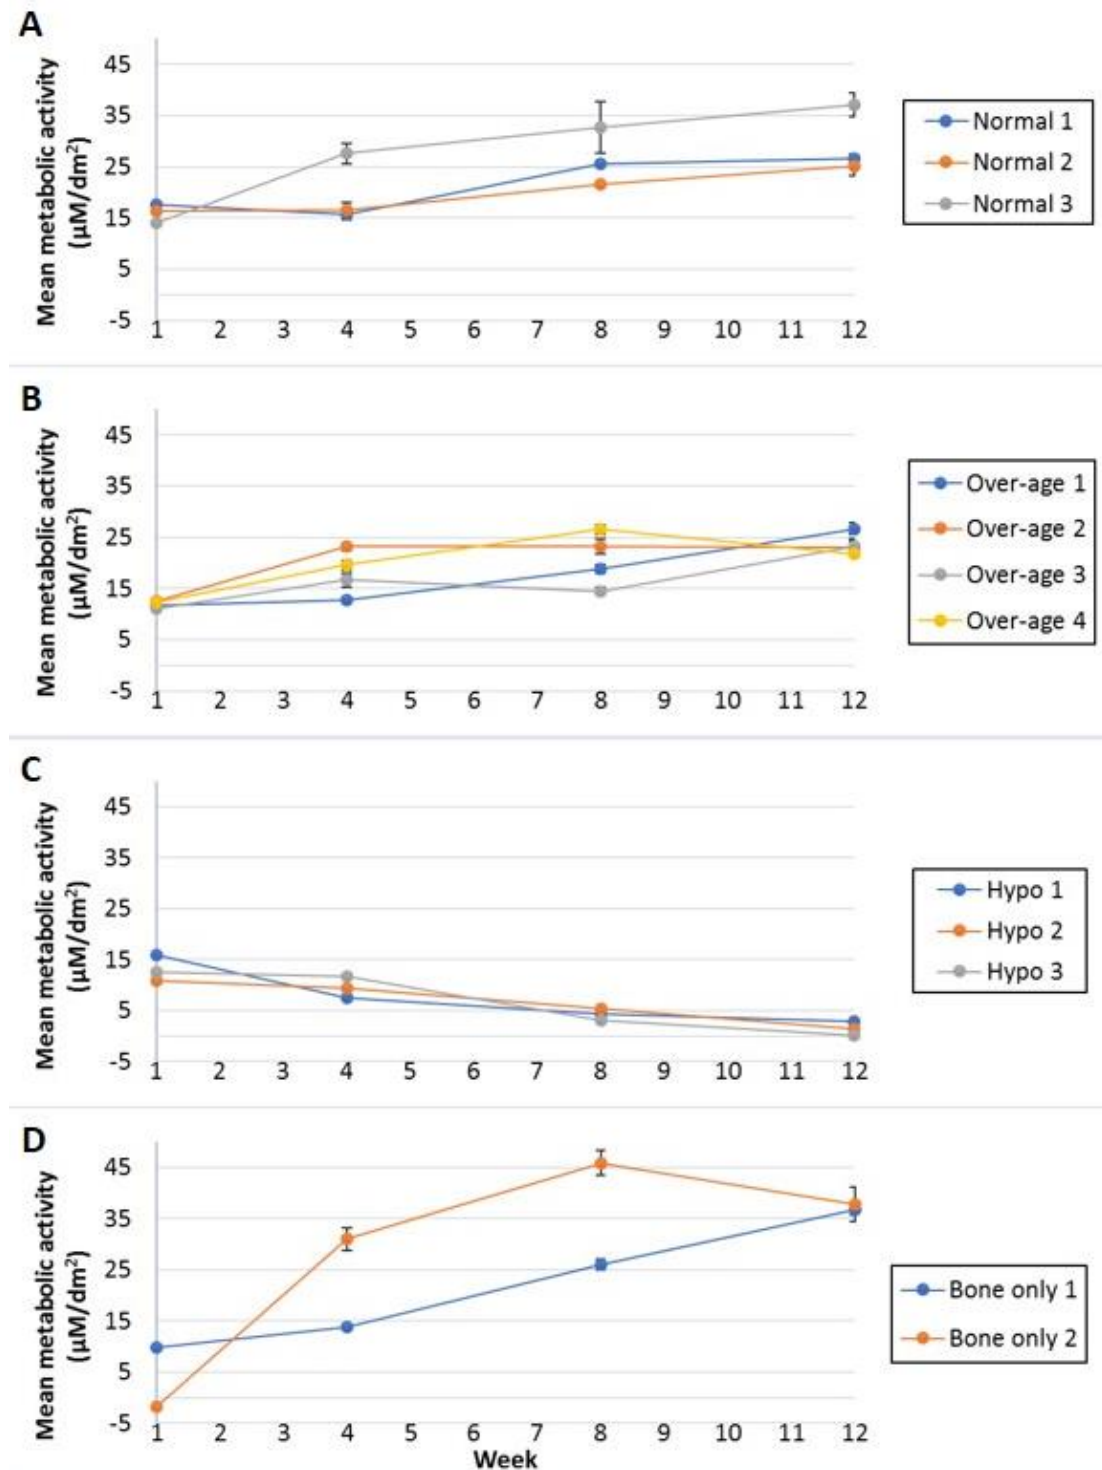 A
Mean metabolic activity
(µM/dm²)
45
35
25
15
5
-5
1 2 3 4 5 6 7 8 9 10 11 12
Normal 1
Normal 2
Normal 3
B
Mean metabolic activity
(µM/dm²)
45
35
25
15
5
-5
1 2 3 4 5 6 7 8 9 10 11 12
Over-age 1
Over-age 2
Over-age 3
Over-age 4
C
Mean metabolic activity
(µM/dm²)
45
35
25
15
5
-5
1 2 3 4 5 6 7 8 9 10 11 12
Hypo 1
Hypo 2
Hypo 3
D
Mean metabolic activity
(µM/dm²)
45
35
25
15
5
-5
1 2 3 4 5 6 7 8 9 10 11 12
Week
Bone only 1
Bone only 2